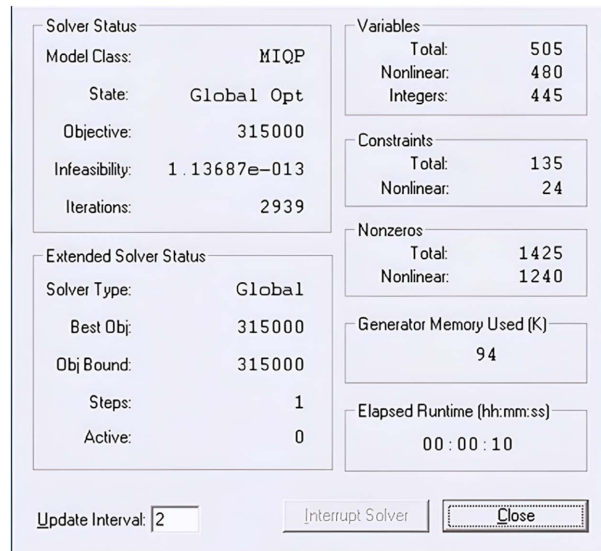 Solver Status
Model Class: MIQP
State: Global Opt
Objective: 315000
Infeasibility: 1.13687e-013
Iterations: 2939
Extended Solver Status
Solver Type: Global
Best Obj: 315000
Obj Bound: 315000
Steps: 1
Active: 0
Variables
Total: 505
Nonlinear: 480
Integers: 445
Constraints
Total: 135
Nonlinear: 24
Nonzeros
Total: 1425
Nonlinear: 1240
Generator Memory Used (K)
94
Elapsed Runtime (hh:mm:ss)
00:00:10
Update Interval: 2
Interrupt Solver
Close